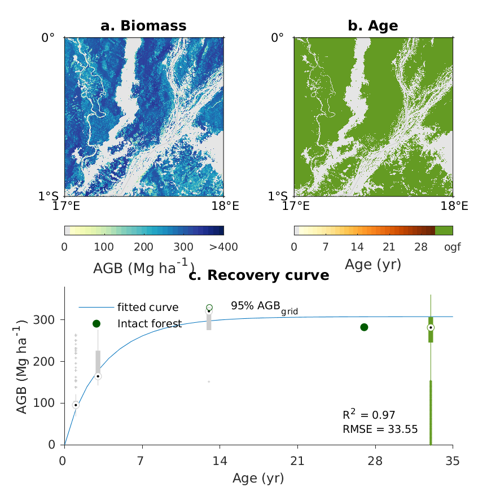 a. Biomass
b. Age
0°
1°S
17°E
18°E
0°
1°S
17°E
18°E
0 100 200 300 >400
AGB (Mg ha-1)
0 7 14 21 28 ogf
Age (yr)
c. Recovery curve
AGB (Mg ha-1)
300
200
100
0
fitted curve
Intact forest
95% AGBgrid
R2 = 0.97
RMSE = 33.55
0 7 14 21 28 35
Age (yr)